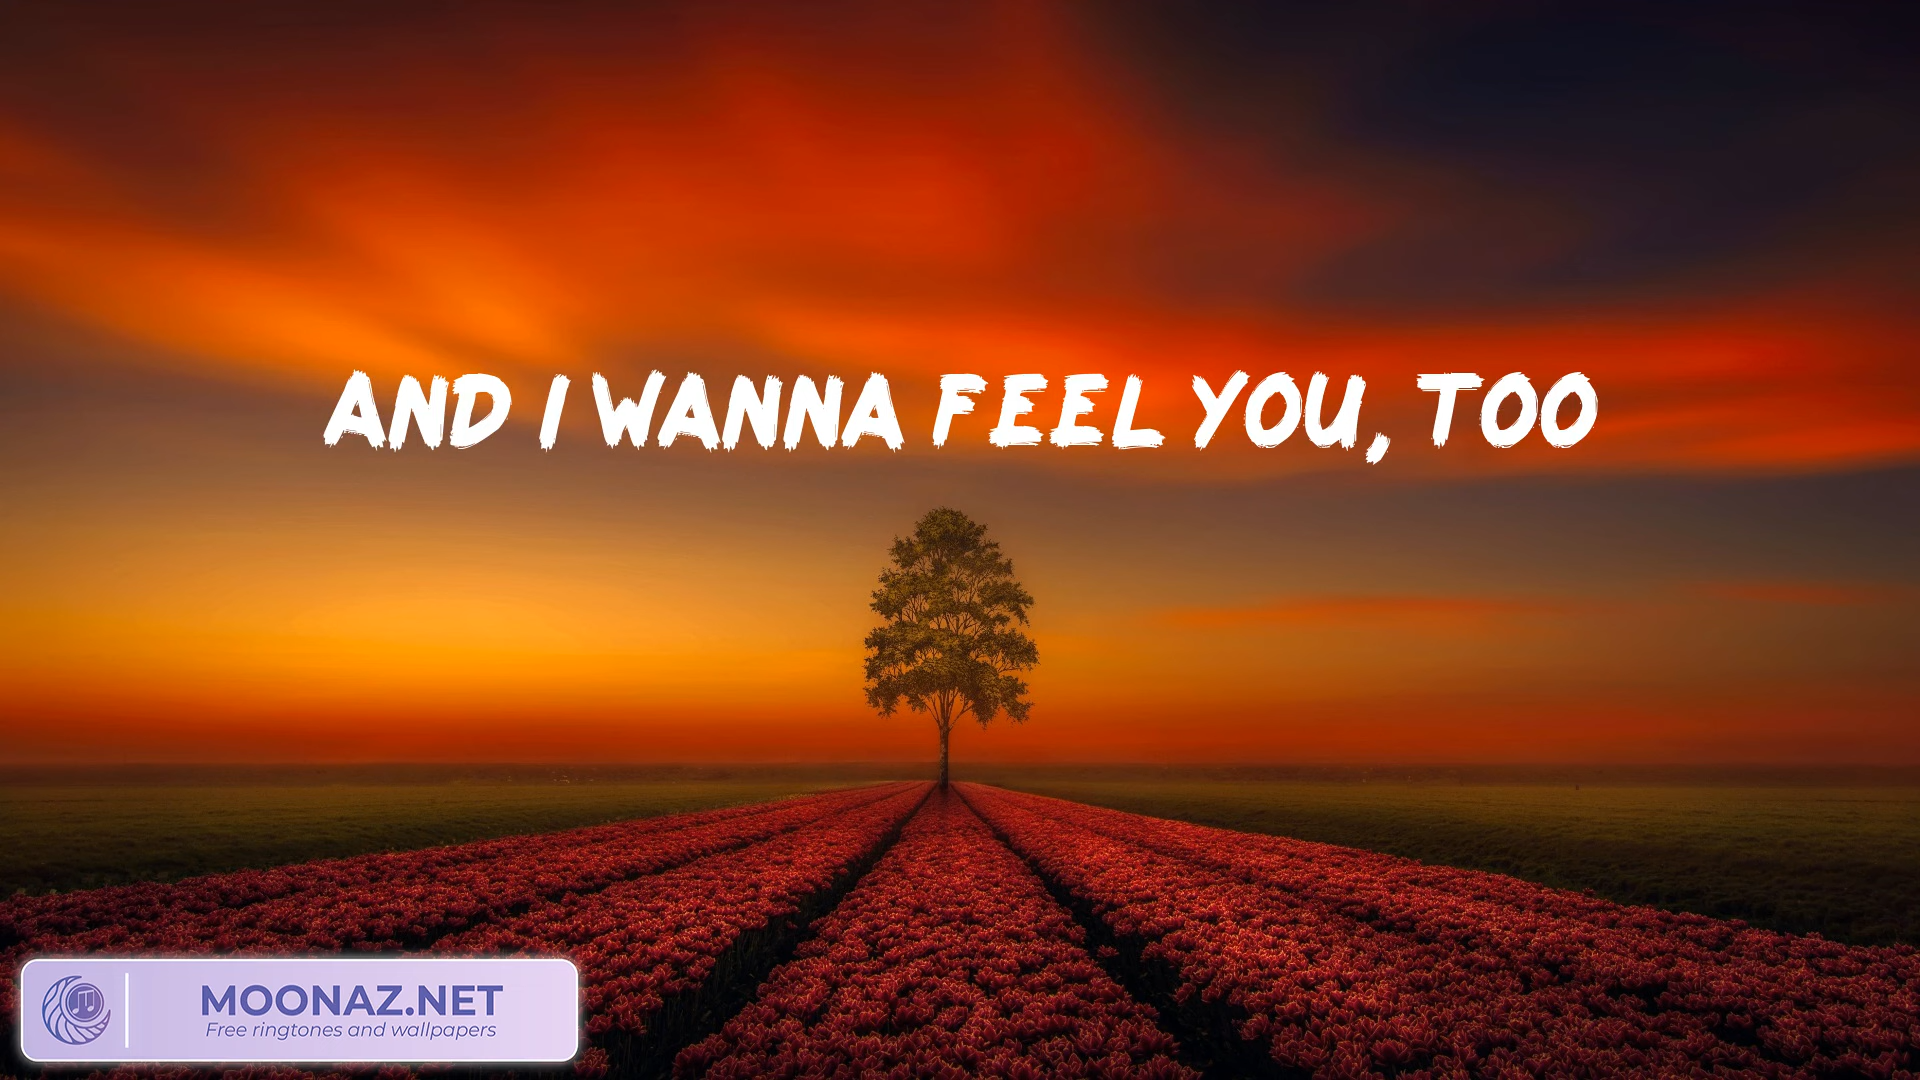 AND I WANNA FEEL YOU, TOO
MOONAZ.NET
Free ringtones and wallpapers